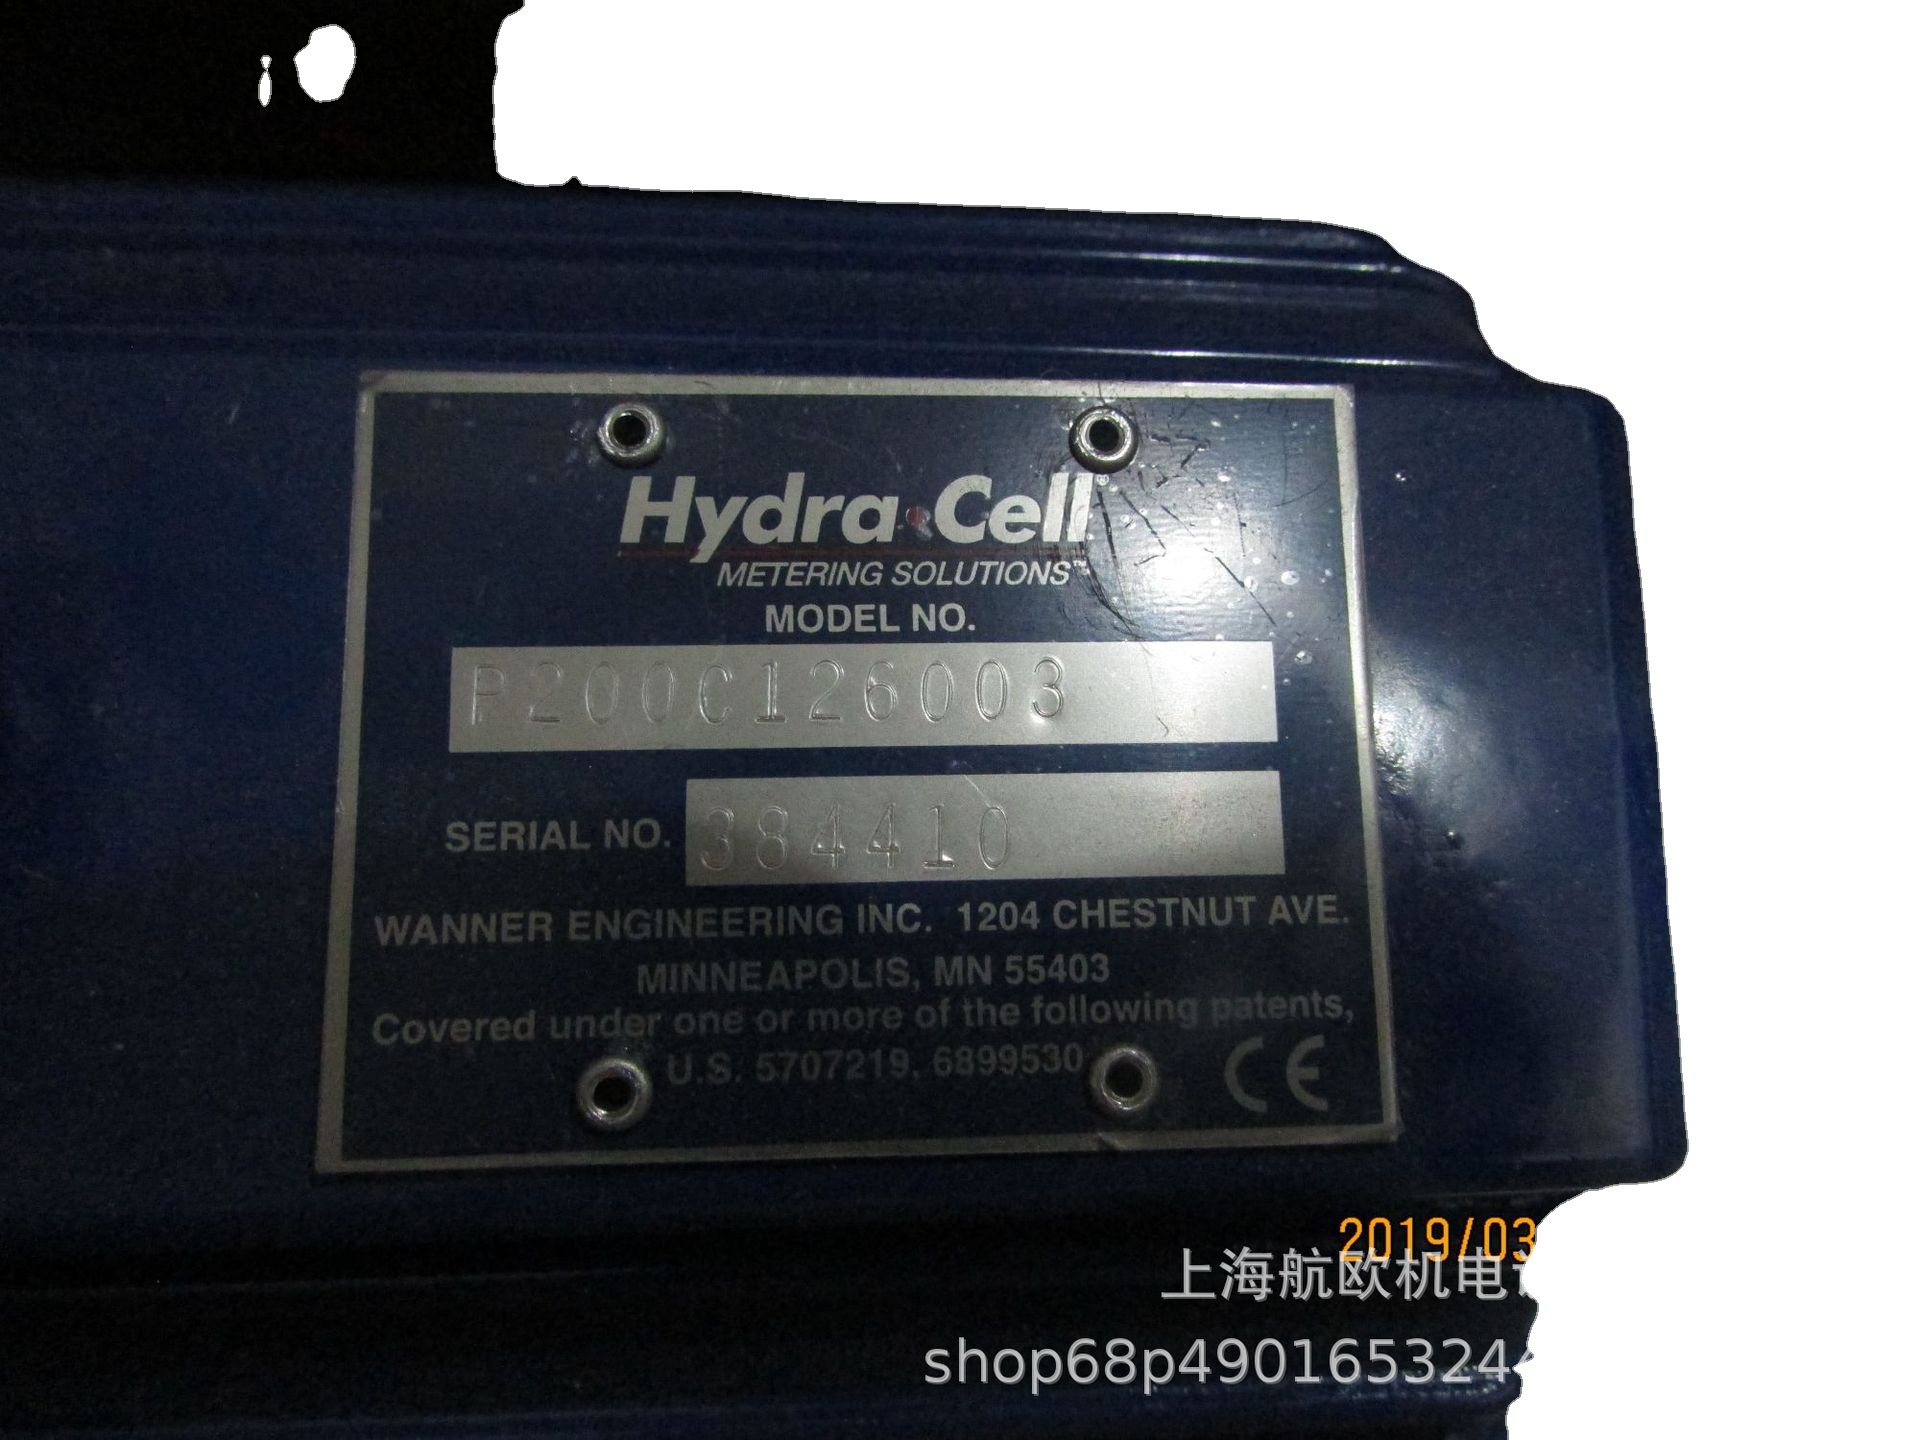 Hydra Cell®
METERING SOLUTIONS™
MODEL NO.
P200C126003
SERIAL NO. 384410
WANNER ENGINEERING INC. 1204 CHESTNUT AVE.
MINNEAPOLIS, MN 55403
Covered under one or more of the following patents,
U.S. 5707219, 6899530
CE
2019/03
上海航欧机电
shop68p490165324